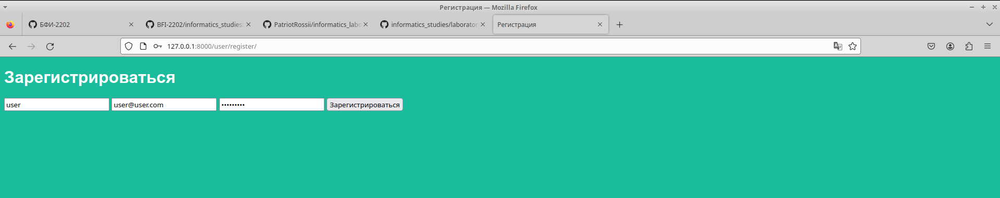 Регистрация — Mozilla Firefox
БФИ-2202
BFI-2202/informatics_studies
PatriotRossii/informatics_labo
informatics_studies/laborator
Регистрация
127.0.0.1:8000/user/register/
Зарегистрироваться
user
user@user.com
•••••••••
Зарегистрироваться